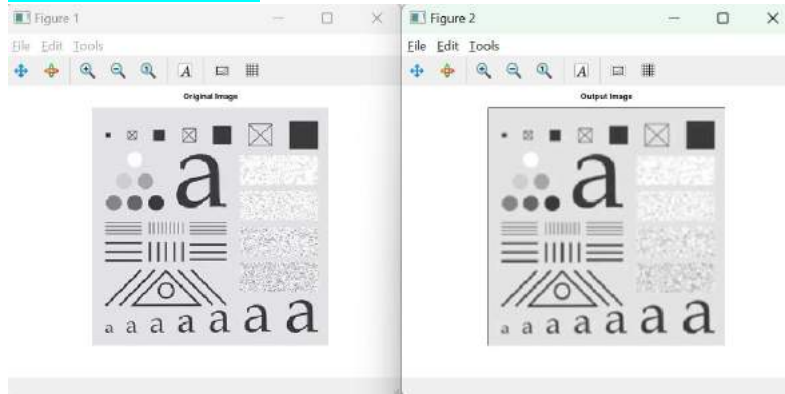 Figure 1
File Edit Tools
A
Original Image
a
a a a a a a a
Figure 2
File Edit Tools
A
Output Image
a
a a a a a a a